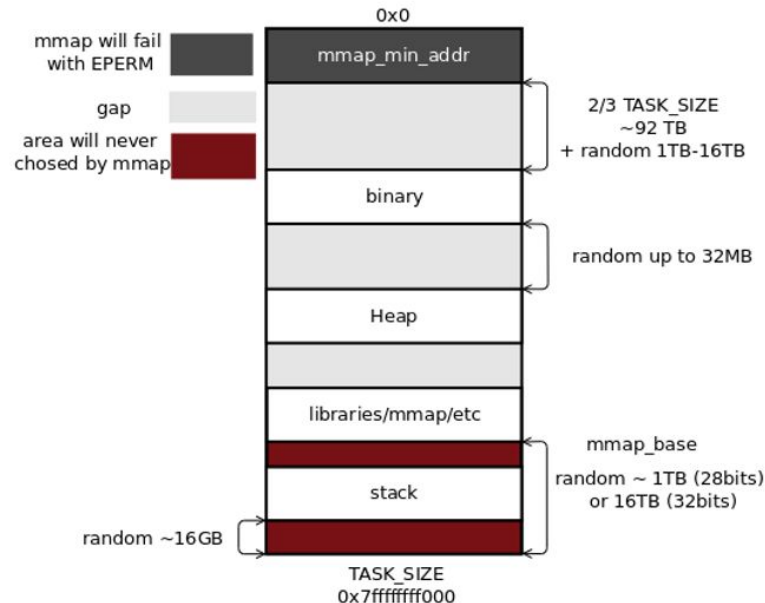 0x0
mmap will fail
with EPERM
gap
area will never
chosed by mmap
mmap_min_addr
2/3 TASK_SIZE
~92 TB
+ random 1TB-16TB
binary
random up to 32MB
Heap
libraries/mmap/etc
mmap_base
random ~ 1TB (28bits)
or 16TB (32bits)
stack
random ~16GB
TASK_SIZE
0x7ffffffff000